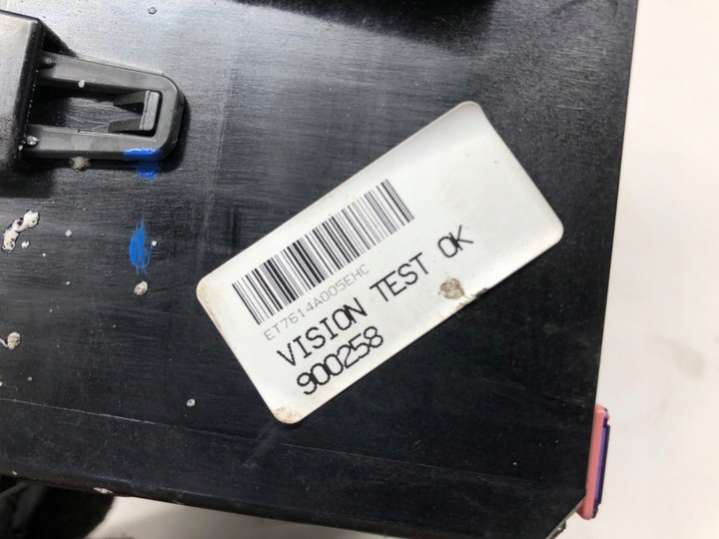 ET7614A005EHC
VISION TEST OK
900258